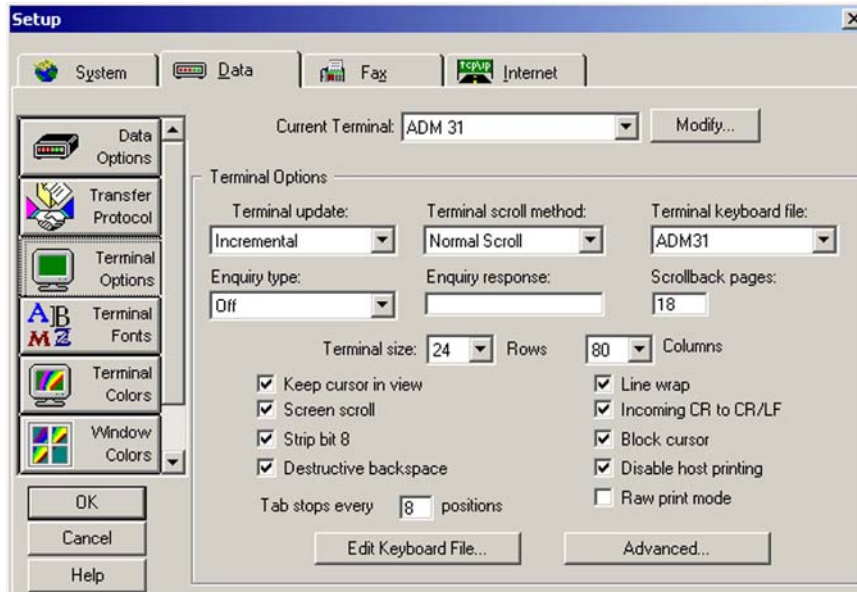 Setup
System
Data
Fax
TCP/IP
Internet
Data
Options
Transfer
Protocol
Terminal
Options
Terminal
Fonts
Terminal
Colors
Window
Colors
OK
Cancel
Help
Current Terminal: ADM 31
Modify...
Terminal Options
Terminal update:
Incremental
Terminal scroll method:
Normal Scroll
Terminal keyboard file:
ADM31
Enquiry type:
Off
Enquiry response:
Scrollback pages:
18
Terminal size: 24 Rows 80 Columns
Keep cursor in view
Screen scroll
Strip bit 8
Destructive backspace
Line wrap
Incoming CR to CR/LF
Block cursor
Disable host printing
Raw print mode
Tab stops every 8 positions
Edit Keyboard File...
Advanced...